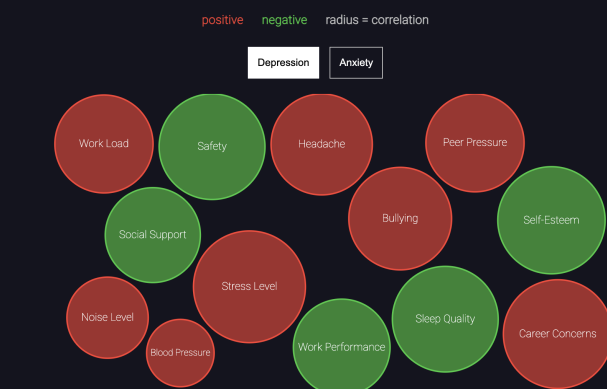 positive negative radius = correlation
Depression Anxiety
Work Load
Safety
Headache
Peer Pressure
Bullying
Self-Esteem
Social Support
Stress Level
Noise Level
Sleep Quality
Career Concerns
Work Performance
Blood Pressure